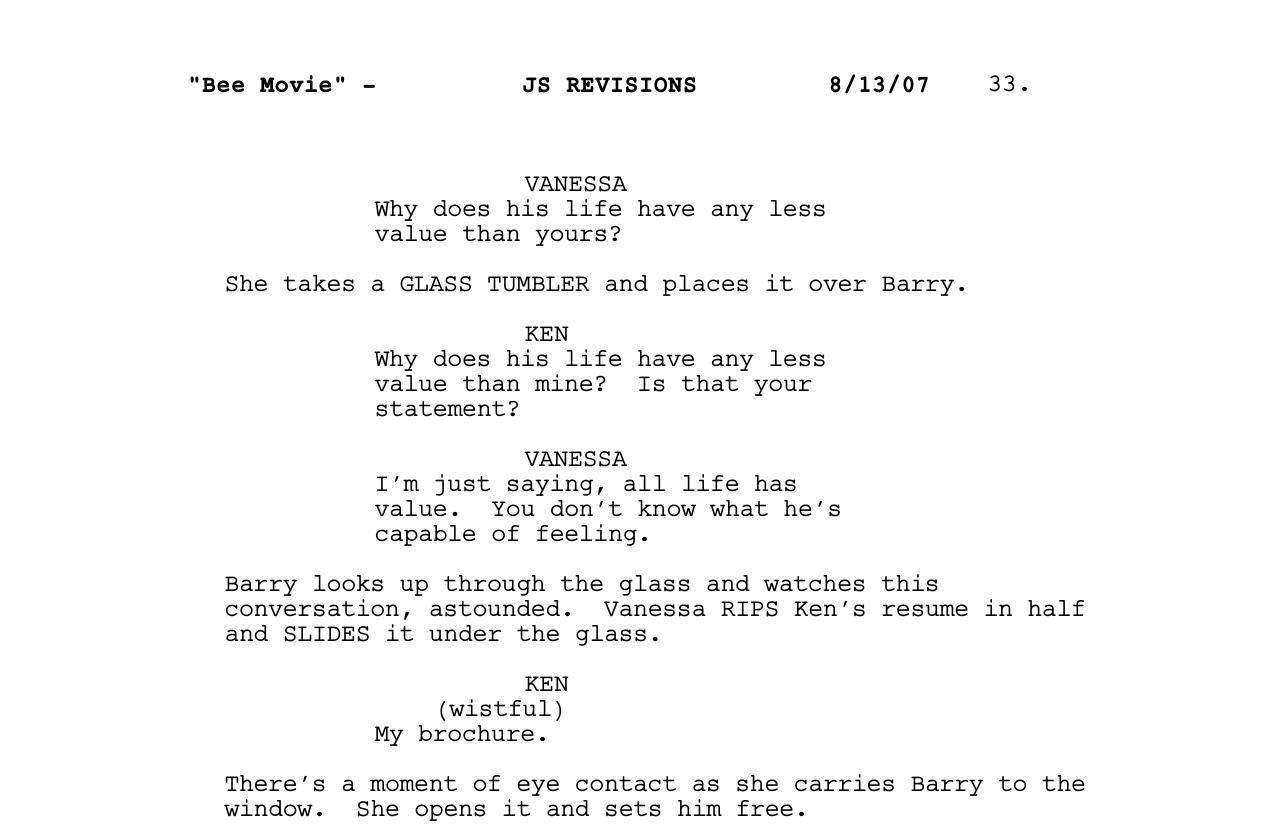 "Bee Movie" - JS REVISIONS 8/13/07 33.
VANESSA
Why does his life have any less
value than yours?
She takes a GLASS TUMBLER and places it over Barry.
KEN
Why does his life have any less
value than mine?  Is that your
statement?
VANESSA
I’m just saying, all life has
value.  You don’t know what he’s
capable of feeling.
Barry looks up through the glass and watches this
conversation, astounded.  Vanessa RIPS Ken’s resume in half
and SLIDES it under the glass.
KEN
(wistful)
My brochure.
There’s a moment of eye contact as she carries Barry to the
window.  She opens it and sets him free.